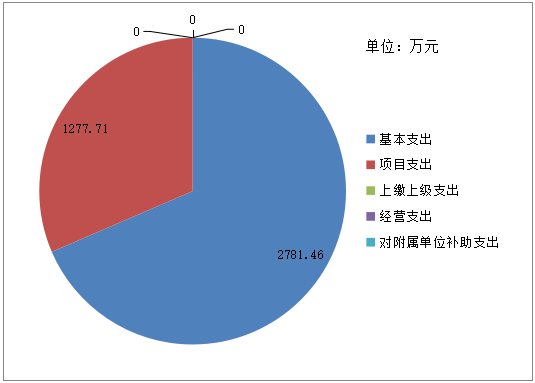 0
0
0
单位：万元
1277.71
2781.46
基本支出
项目支出
上缴上级支出
经营支出
对附属单位补助支出